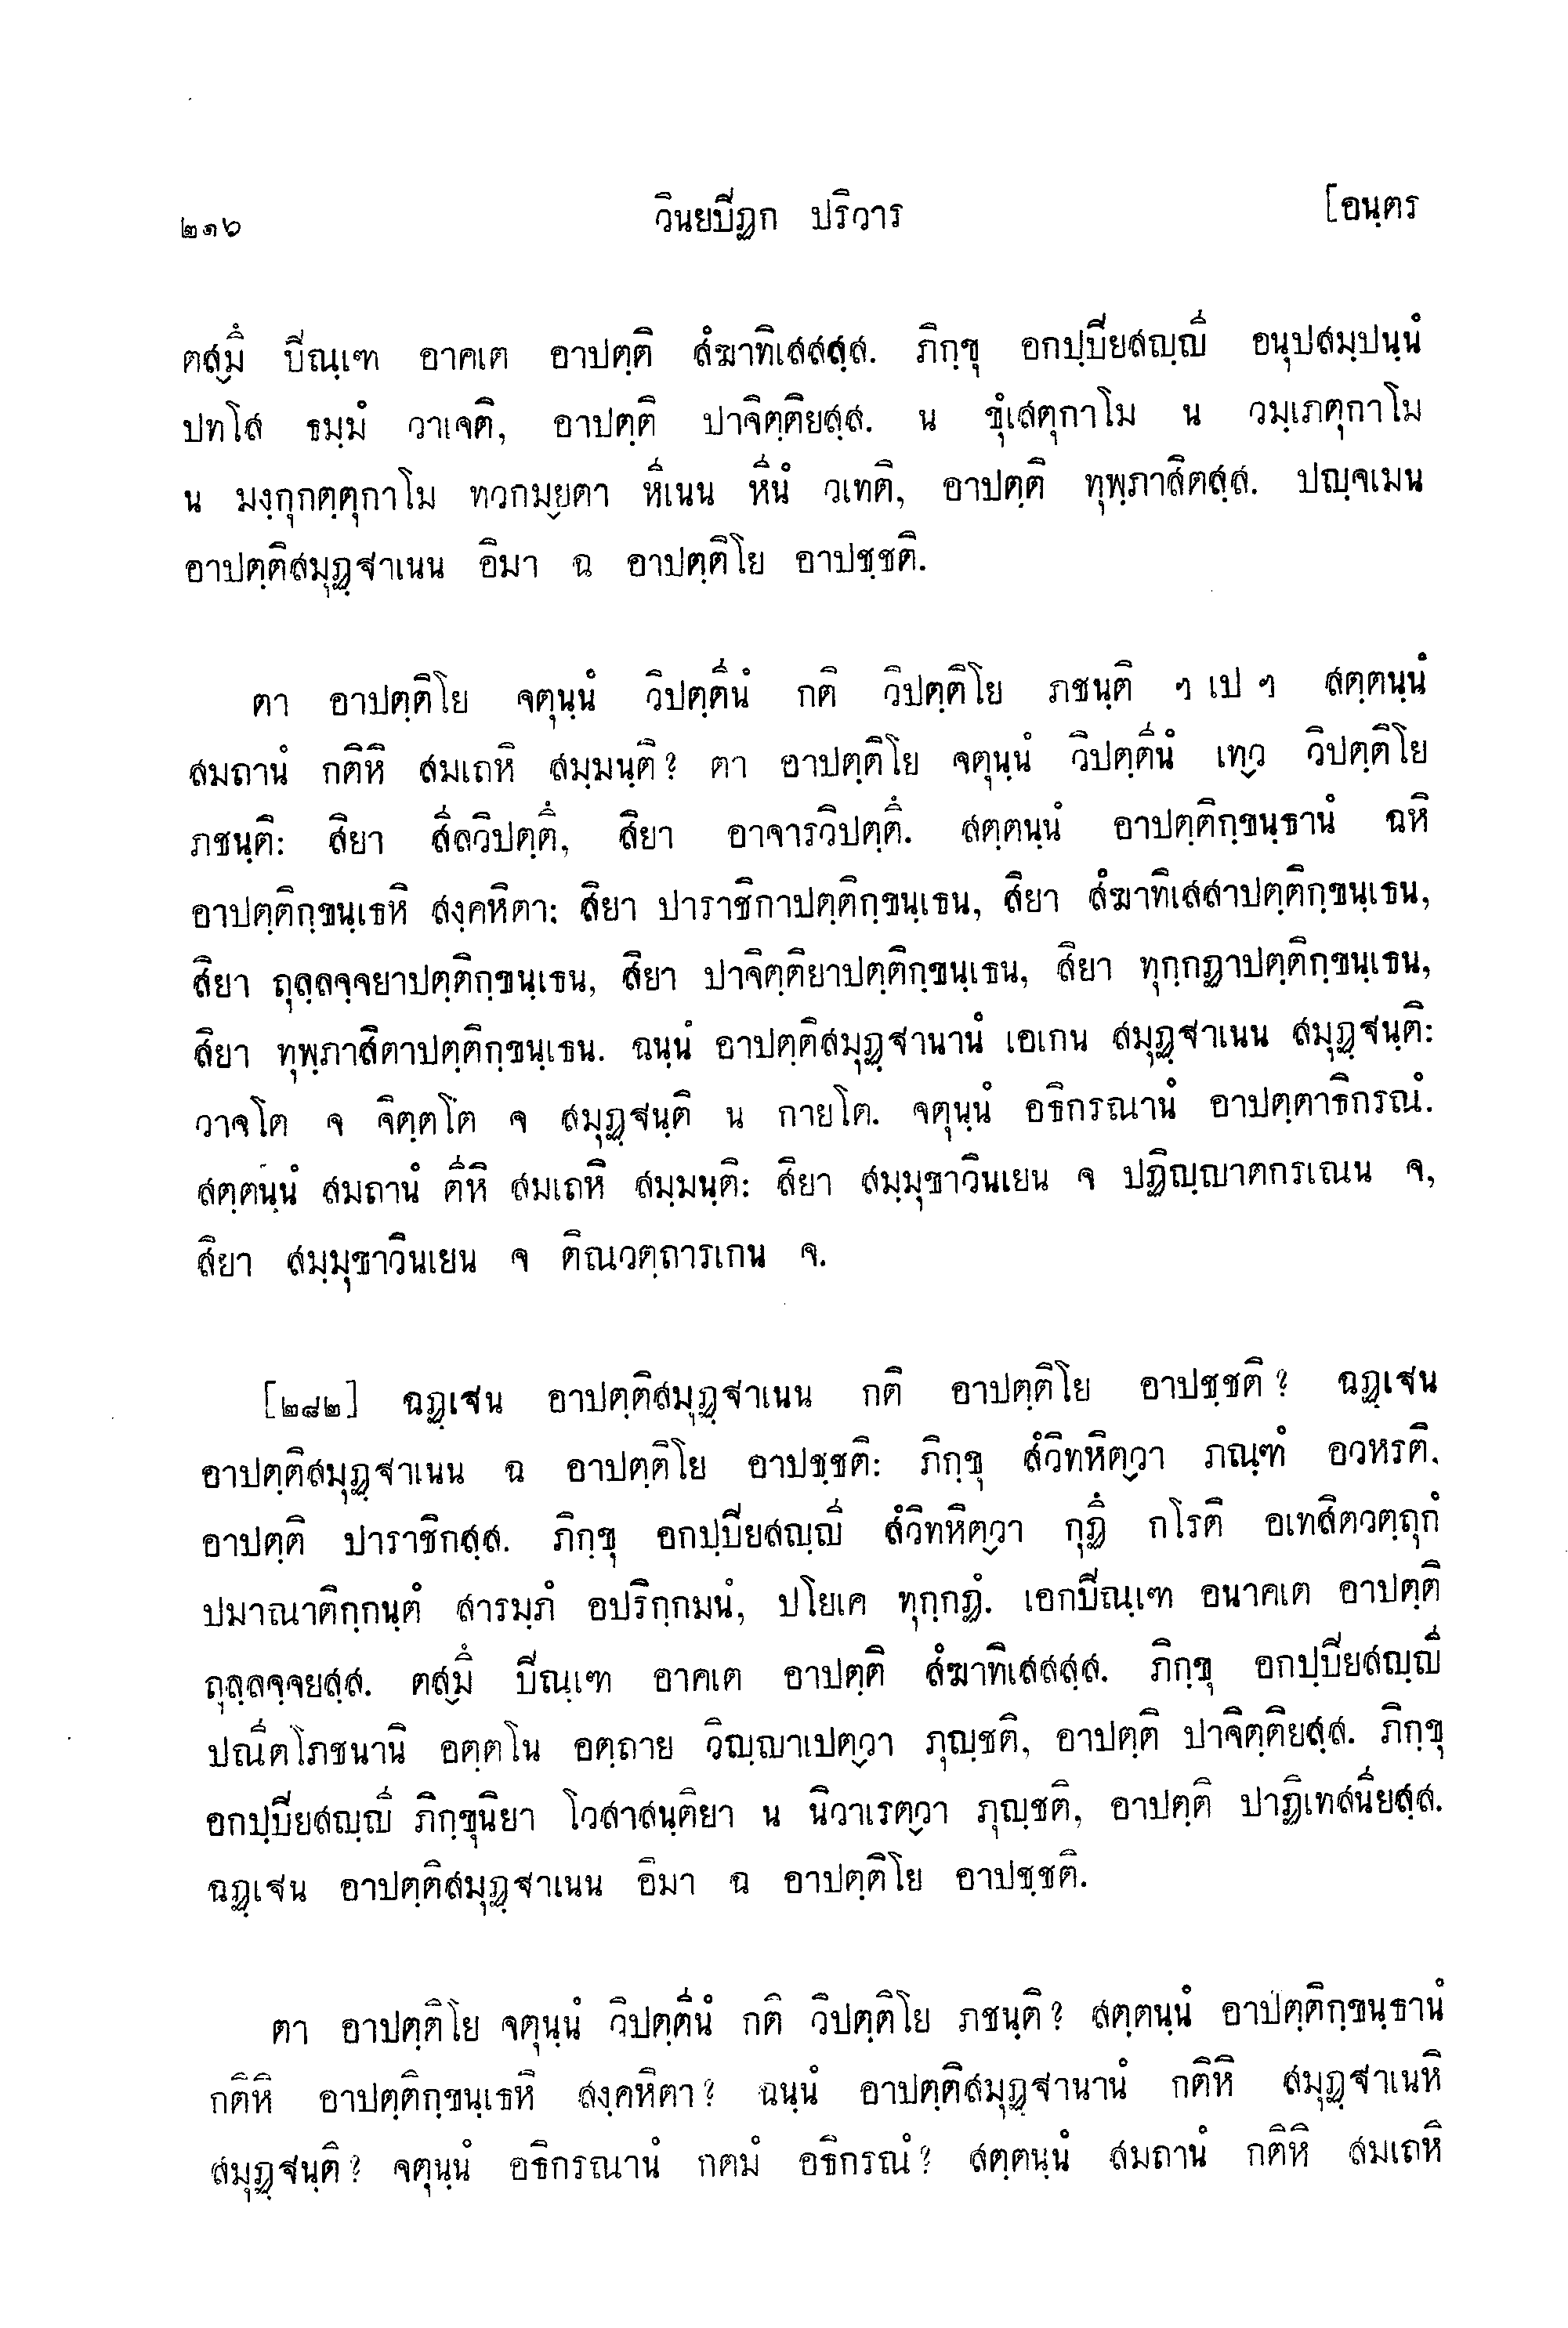 ๒๑๖ วินยปิฏก ปริวาร [อนฺตร
ตสฺมึ ปิณฺเฑ อาคเต อาปตฺติ สํฆาทิเสสสฺส. ภิกฺขุ อกปฺปิยสญฺญี อนุปสมฺปนฺนํ
ปทโส ธมฺมํ วาเจติ, อาปตฺติ ปาจิตฺติยสฺส. น ขุํเสตุกาโม น วมฺเภตุกาโม
น มงฺกุกตฺตุกาโม ทวกมฺยตา หีเนน หีนํ วเทติ, อาปตฺติ ทุพฺภาสิตสฺส. ปญฺจเมน
อาปตฺติสมุฏฺฐาเนน อิมา ฉ อาปตฺติโย อาปชฺชติ.
ตา อาปตฺติโย จตุนฺนํ วิปตฺตีนํ กติ วิปตฺติโย ภชนฺติ ฯ เป ฯ สตฺตนฺนํ
สมถานํ กติหิ สมเถหิ สมฺมนฺติ? ตา อาปตฺติโย จตุนฺนํ วิปตฺตีนํ เทฺว วิปตฺติโย
ภชนฺติ: สิยา สีลวิปตฺตึ, สิยา อาจารวิปตฺตึ. สตฺตนฺนํ อาปตฺติกฺขนฺธานํ ฉหิ
อาปตฺติกฺขนฺเธหิ สงฺคหิตา: สิยา ปาราชิกาปตฺติกฺขนฺเธน, สิยา สํฆาทิเสสาปตฺติกฺขนฺเธน,
สิยา ถุลฺลจฺจยาปตฺติกฺขนฺเธน, สิยา ปาจิตฺติยาปตฺติกฺขนฺเธน, สิยา ทุกฺกฏาปตฺติกฺขนฺเธน,
สิยา ทุพฺภาสิตาปตฺติกฺขนฺเธน. ฉนฺนํ อาปตฺติสมุฏฺฐานานํ เอเกน สมุฏฺฐาเนน สมุฏฺฐนฺติ:
วาจโต จ จิตฺตโต จ สมุฏฺฐนฺติ น กายโต. จตุนฺนํ อธิกรณานํ อาปตฺตาธิกรณํ.
สตฺตนฺนํ สมถานํ ตีหิ สมเถหิ สมฺมนฺติ: สิยา สมฺมุขาวินเยน จ ปฏิญฺญาตกรเณน จ,
สิยา สมฺมุขาวินเยน จ ติณวตฺถารเกน จ.
[๒๘๒] ฉฏฺเฐน อาปตฺติสมุฏฺฐาเนน กติ อาปตฺติโย อาปชฺชติ? ฉฏฺเฐน
อาปตฺติสมุฏฺฐาเนน ฉ อาปตฺติโย อาปชฺชติ: ภิกฺขุ สํวิทหิตฺวา ภณฺฑํ อวหรติ,
อาปตฺติ ปาราชิกสฺส. ภิกฺขุ อกปฺปิยสญฺญี สํวิทหิตฺวา กุฏึ กโรติ อเทสิตวตฺถุกํ
ปมาณาติกฺกนฺตํ สารมฺภํ อปริกฺกมนํ, ปโยเค ทุกฺกฏํ. เอกปิณฺเฑ อนาคเต อาปตฺติ
ถุลฺลจฺจยสฺส. ตสฺมึ ปิณฺเฑ อาคเต อาปตฺติ สํฆาทิเสสสฺส. ภิกฺขุ อกปฺปิยสญฺญี
ปณีตโภชนานิ อตฺตโน อตฺถาย วิญฺญาเปตฺวา ภุญฺชติ, อาปตฺติ ปาจิตฺติยสฺส. ภิกฺขุ
อกปฺปิยสญฺญี ภิกฺขุนิยา โวสาสนฺติยา น นิวาเรตฺวา ภุญฺชติ, อาปตฺติ ปาฏิเทสนียสฺส.
ฉฏฺเฐน อาปตฺติสมุฏฺฐาเนน อิมา ฉ อาปตฺติโย อาปชฺชติ.
ตา อาปตฺติโย จตุนฺนํ วิปตฺตีนํ กติ วิปตฺติโย ภชนฺติ? สตฺตนฺนํ อาปตฺติกฺขนฺธานํ
กติหิ อาปตฺติกฺขนฺเธหิ สงฺคหิตา? ฉนฺนํ อาปตฺติสมุฏฺฐานานํ กติหิ สมุฏฺฐาเนหิ
สมุฏฺฐนฺติ? จตุนฺนํ อธิกรณานํ กตมํ อธิกรณํ? สตฺตนฺนํ สมถานํ กติหิ สมเถหิ